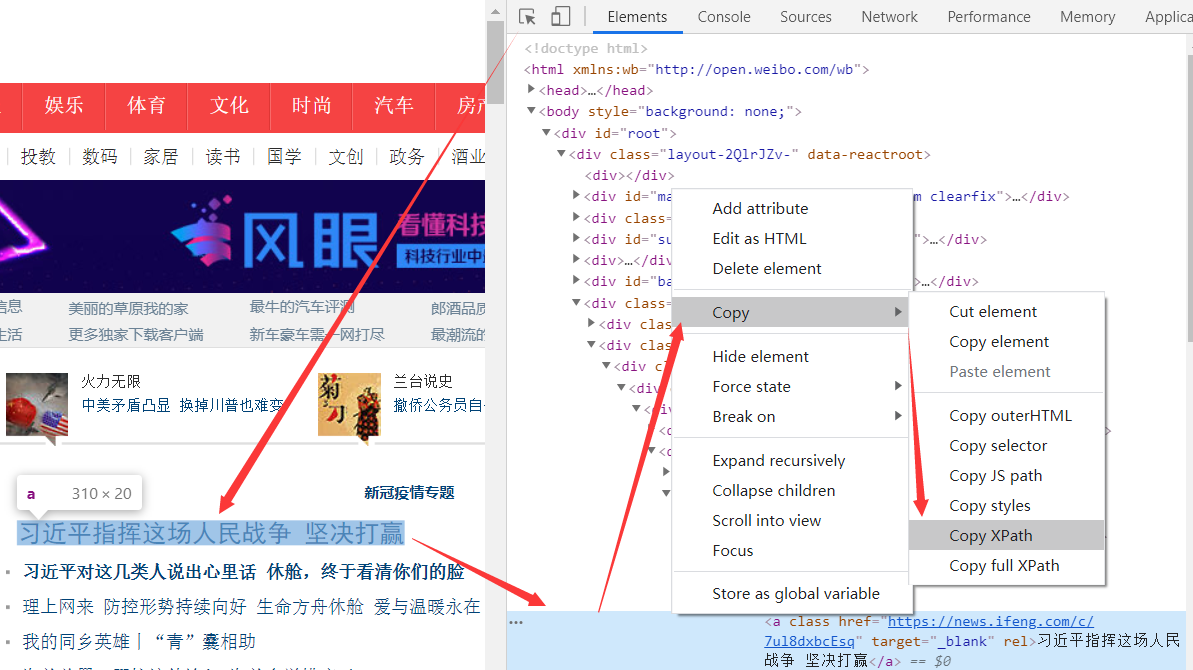 娱乐 体育 文化 时尚 汽车 房产
投教 数码 家居 读书 国学 文创 政务 酒业
风眼 看懂科技
科技行业中
信息 美丽的草原我的家 最牛的汽车评测 郎酒品质
生活 更多独家下载客户端 新车豪车需一网打尽 最潮流的
火力无限
中美矛盾凸显 换掉川普也难变
兰台说史
撤侨公务员自
a 310 × 20
新冠疫情专题
习近平指挥这场人民战争 坚决打赢
习近平对这几类人说出心里话 休舱，终于看清你们的脸
理上网来 防控形势持续向好 生命方舟休舱 爱与温暖永在
我的同乡英雄丨“青”囊相助
Elements Console Sources Network Performance Memory Applica
<!doctype html>
<html xmlns:wb="http://open.weibo.com/wb">
<head>…</head>
<body style="background: none;">
<div id="root">
<div class="layout-2QlrJZv-" data-reactroot>
<div></div>
<div id="ma m clearfix">…</div>
<div class=
<div id="su ">…</div>
<div>…</div
<div id="ba >…</div>
<div class=
<div clas
<div clas
<div cl
<div
<div
<d
<d
Add attribute
Edit as HTML
Delete element
Copy
Hide element
Force state
Break on
Expand recursively
Collapse children
Scroll into view
Focus
Store as global variable
Cut element
Copy element
Paste element
Copy outerHTML
Copy selector
Copy JS path
Copy styles
Copy XPath
Copy full XPath
<a class href="https://news.ifeng.com/c/
7ul8dxbcEsq" target="_blank" rel>习近平指挥这场人民
战争 坚决打赢</a> == $0